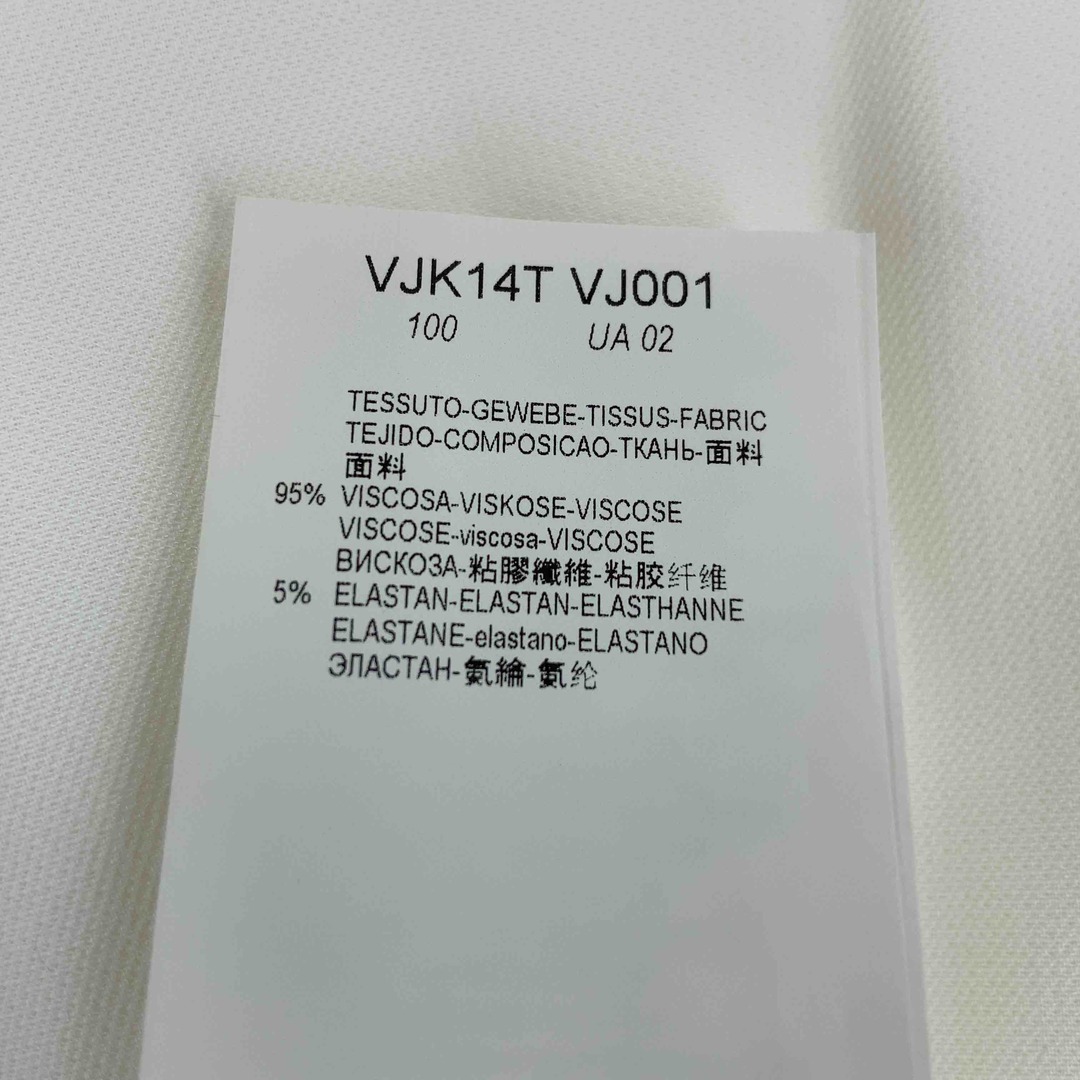 VJK14T VJ001
100 UA 02
TESSUTO-GEWEBE-TISSUS-FABRIC
TEJIDO-COMPOSICAO-ТКАНЬ-面料
面料
95% VISCOSA-VISKOSE-VISCOSE
VISCOSE-viscosa-VISCOSE
ВИСКОЗА-粘膠纖維-粘胶纤维
5% ELASTAN-ELASTAN-ELASTHANNE
ELASTANE-elastano-ELASTANO
ЭЛАСТАН-氨綸-氨纶